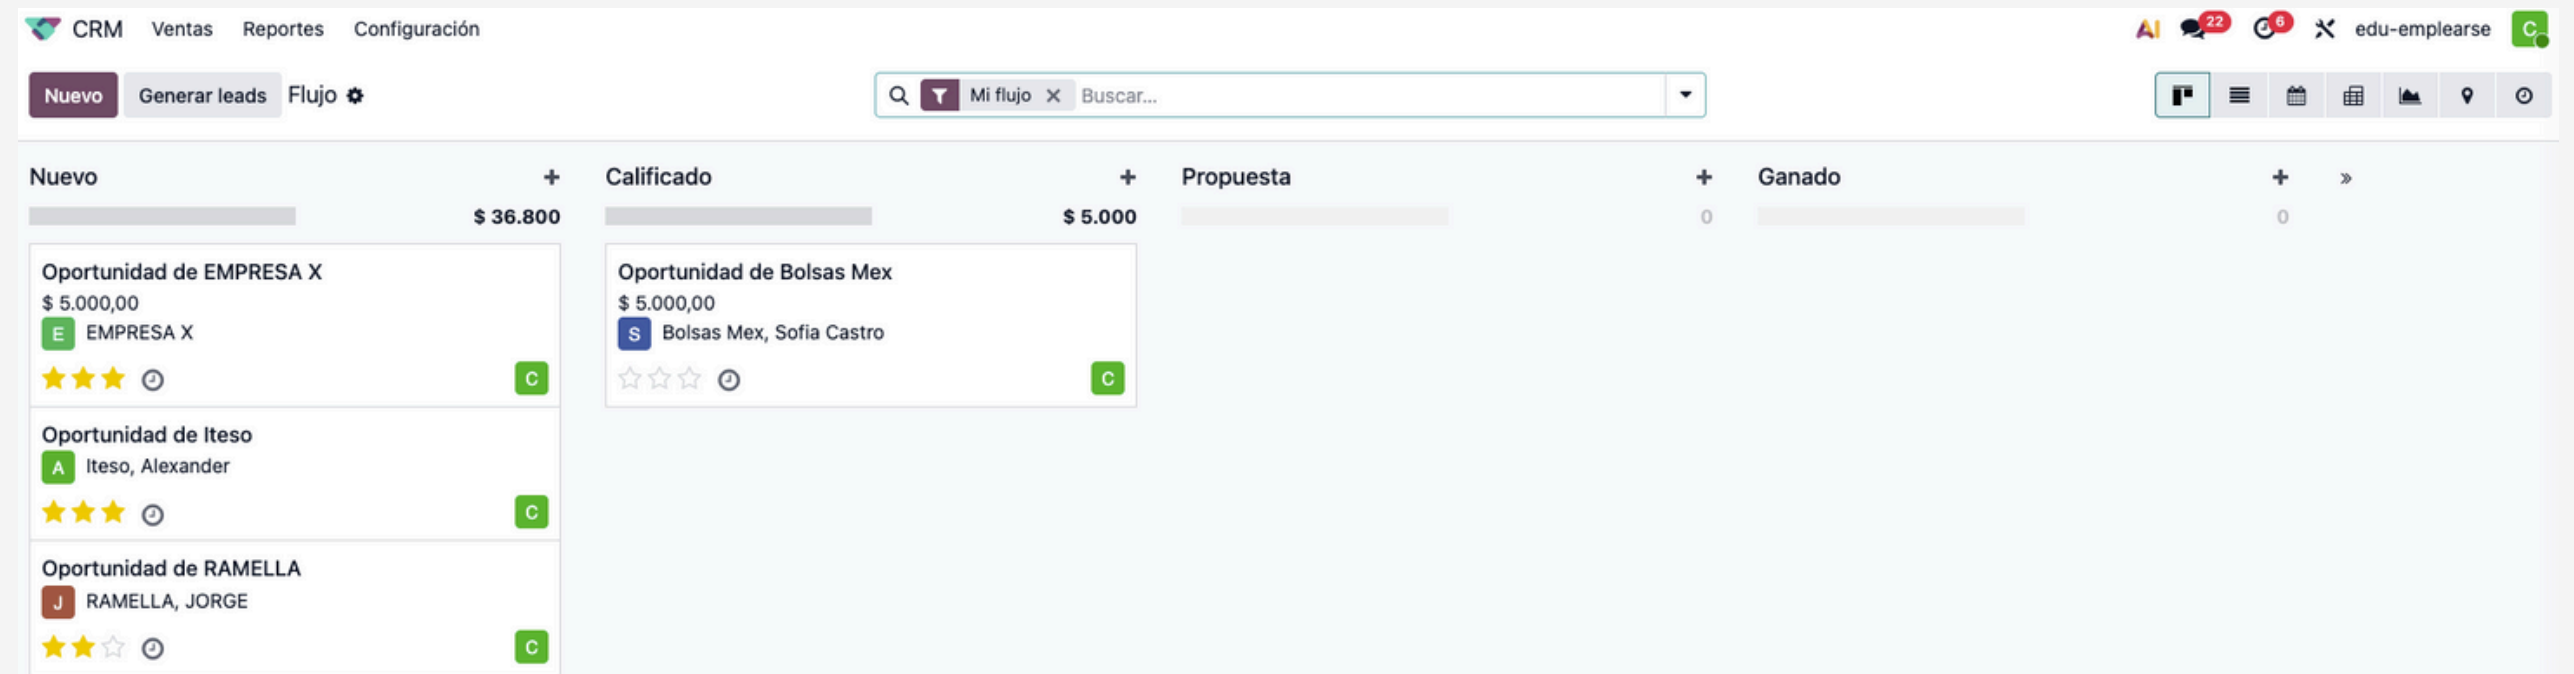 CRM Ventas Reportes Configuración AI 22 6 edu-emplearse C
Nuevo Generar leads Flujo Mi flujo Buscar...
Nuevo
$ 36.800
Oportunidad de EMPRESA X
$ 5.000,00
E EMPRESA X
C
Oportunidad de Iteso
A Iteso, Alexander
C
Oportunidad de RAMELLA
J RAMELLA, JORGE
C
Calificado
$ 5.000
Oportunidad de Bolsas Mex
$ 5.000,00
S Bolsas Mex, Sofia Castro
C
Propuesta
0
Ganado
0